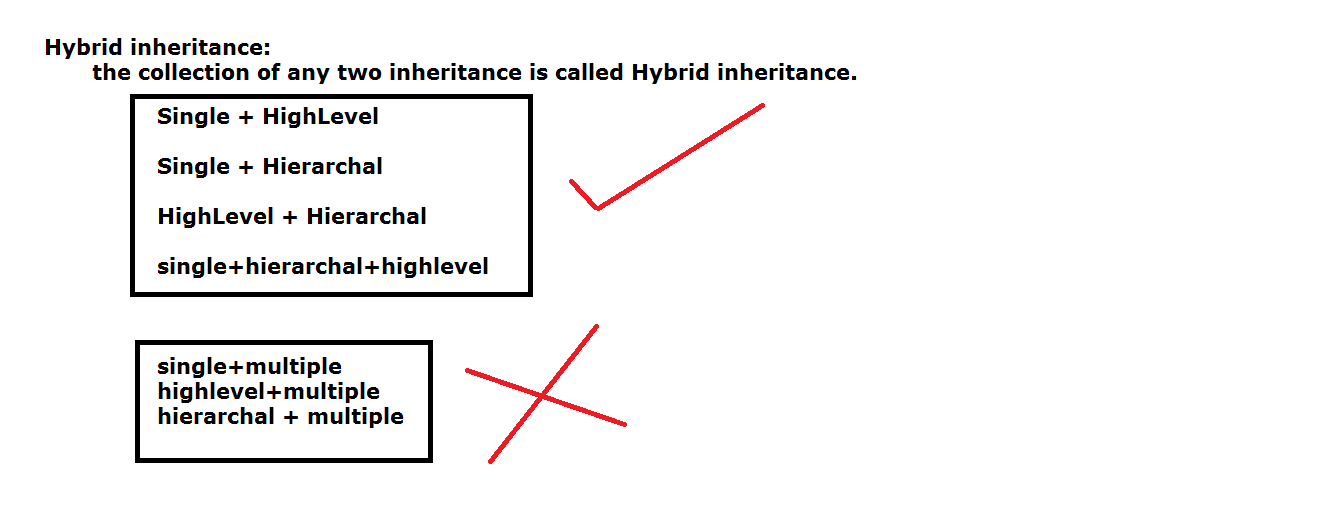 Hybrid inheritance:
the collection of any two inheritance is called Hybrid inheritance.
Single + HighLevel
Single + Hierarchal
HighLevel + Hierarchal
single+hierarchal+highlevel
single+multiple
highlevel+multiple
hierarchal + multiple